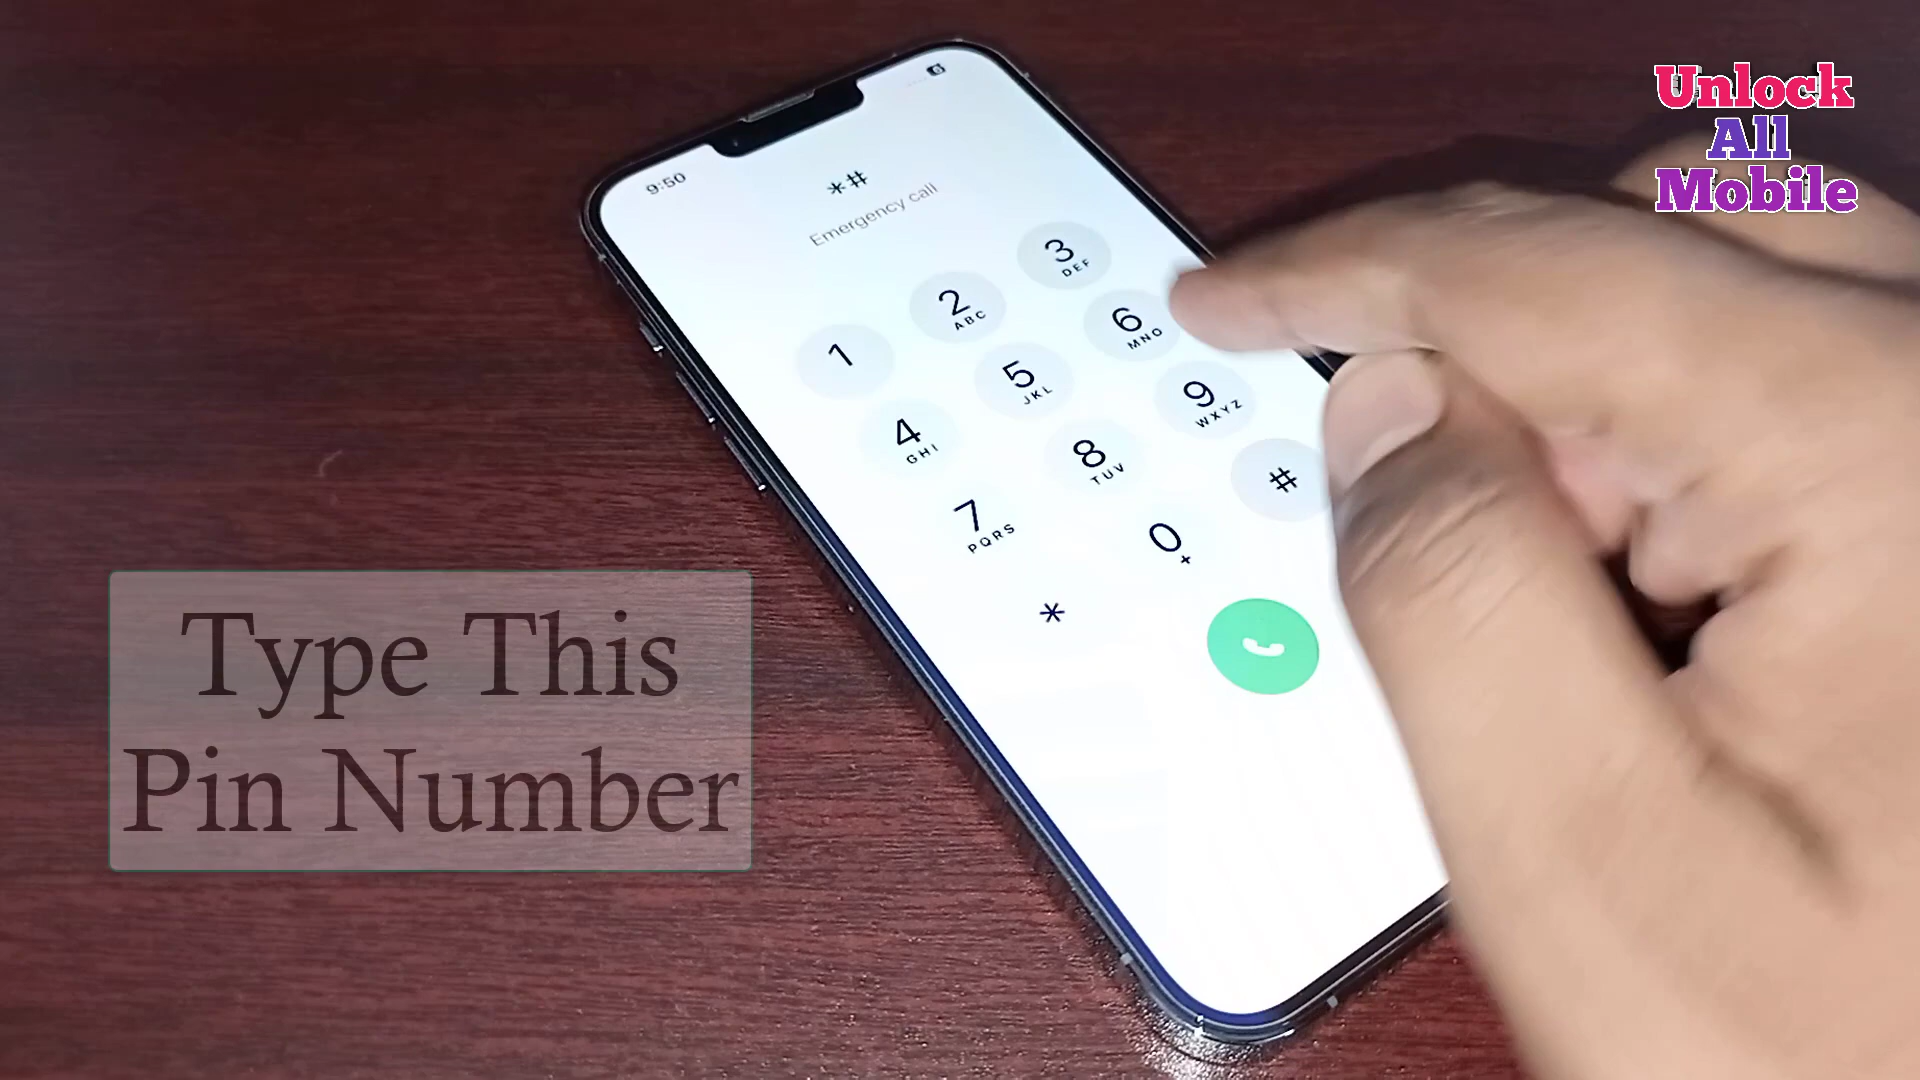 Unlock
All
Mobile
9:50
*#
Emergency call
1
2
ABC
3
DEF
4
GHI
5
JKL
6
MNO
7
PQRS
8
TUV
9
WXYZ
*
0
+
#
Type This
Pin Number